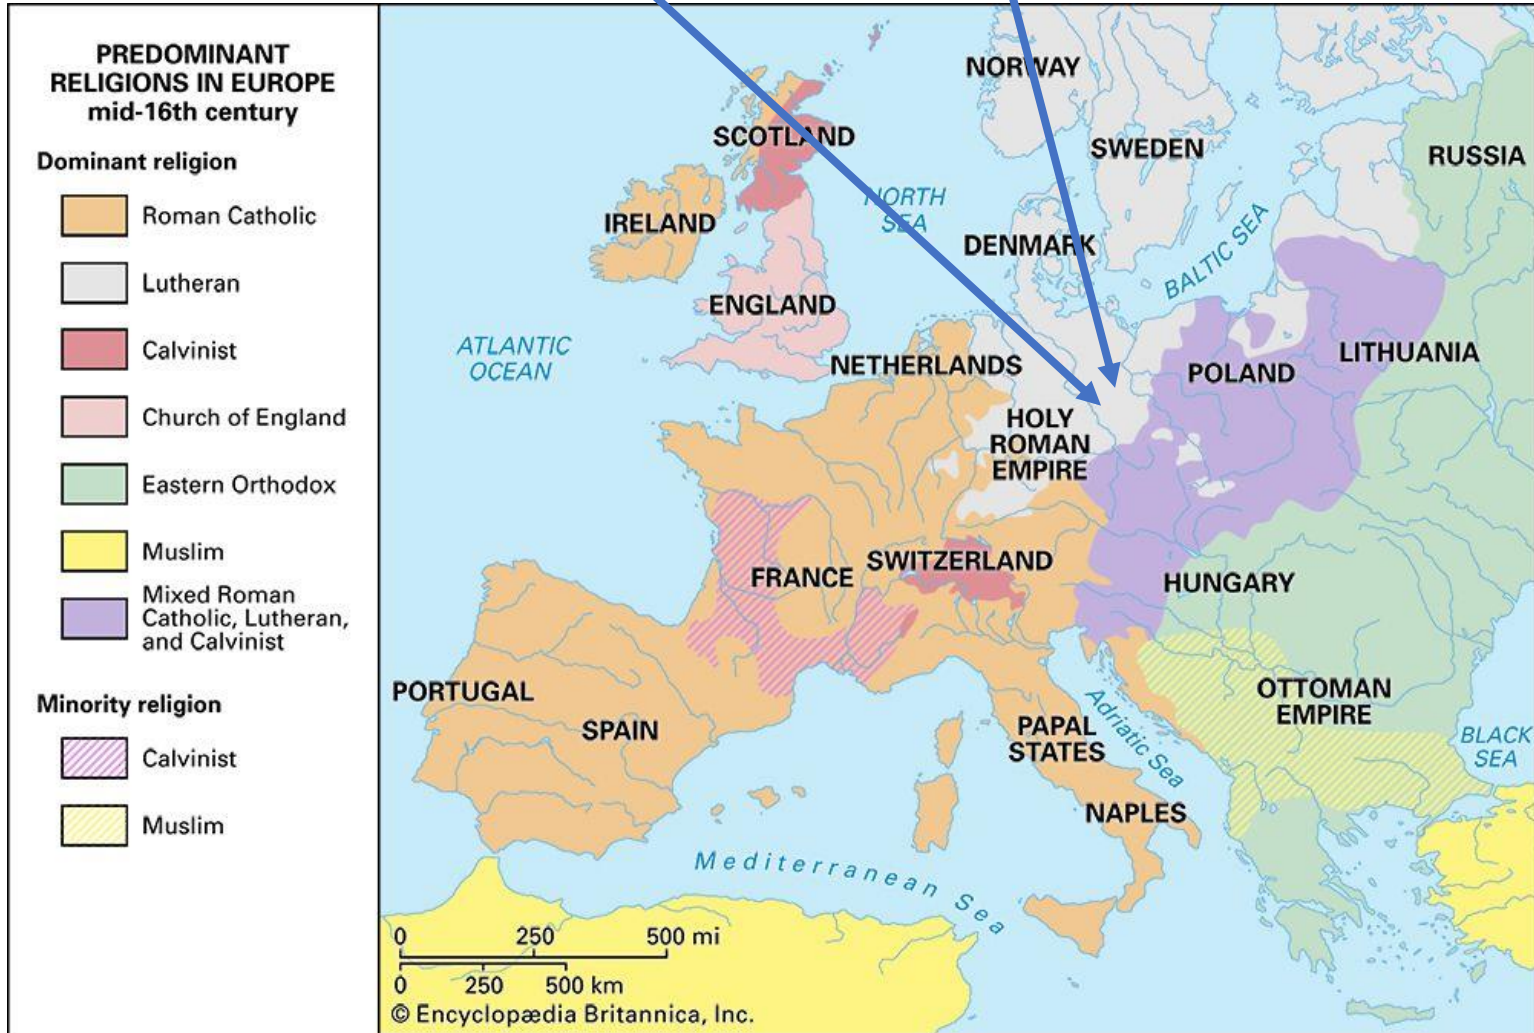 PREDOMINANT
RELIGIONS IN EUROPE
mid-16th century
Dominant religion
Roman Catholic
Lutheran
Calvinist
Church of England
Eastern Orthodox
Muslim
Mixed Roman
Catholic, Lutheran,
and Calvinist
Minority religion
Calvinist
Muslim
NORWAY
SCOTLAND
SWEDEN
RUSSIA
NORTH
SEA
IRELAND
DENMARK
BALTIC SEA
ENGLAND
ATLANTIC
OCEAN
NETHERLANDS
LITHUANIA
POLAND
HOLY
ROMAN
EMPIRE
SWITZERLAND
FRANCE
HUNGARY
PORTUGAL
SPAIN
OTTOMAN
EMPIRE
PAPAL
STATES
Adriatic Sea
BLACK
SEA
NAPLES
Mediterranean Sea
0 250 500 mi
0 250 500 km
© Encyclopædia Britannica, Inc.